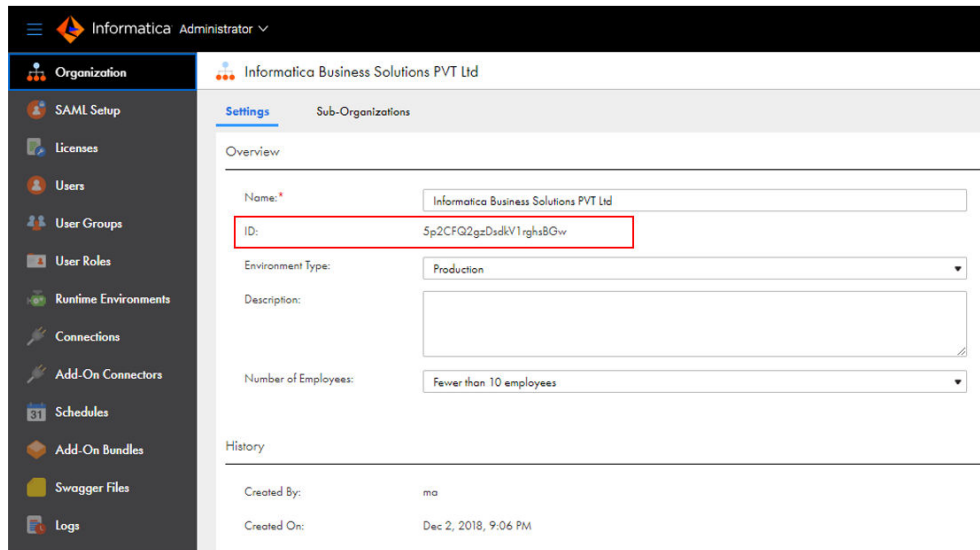 Informatica Administrator
Organization
Informatica Business Solutions PVT Ltd
SAML Setup
Settings Sub-Organizations
Licenses
Overview
Users
Name:* Informatica Business Solutions PVT Ltd
User Groups
ID: 5p2CFQ2gzDsdkV1rghsBGw
User Roles
Environment Type: Production
Runtime Environments
Description:
Connections
Add-On Connectors
Number of Employees: Fewer than 10 employees
31 Schedules
Add-On Bundles
History
Swagger Files
Created By: ma
Logs
Created On: Dec 2, 2018, 9:06 PM